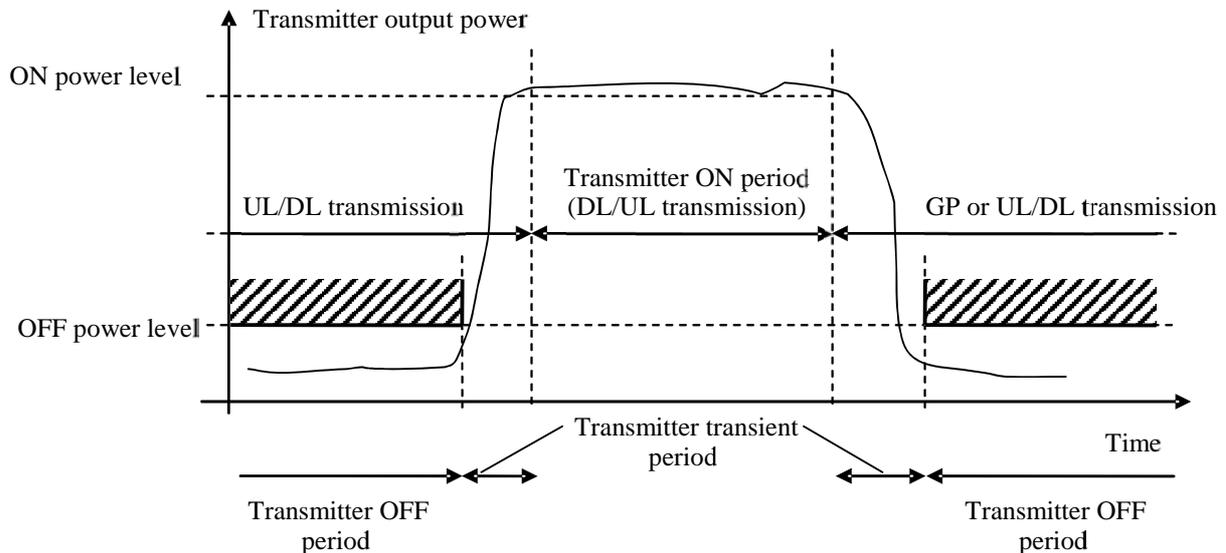 Transmitter output power
ON power level
Transmitter ON period
(DL/UL transmission)
UL/DL transmission
GP or UL/DL transmission
OFF power level
Transmitter transient
period
Time
Transmitter OFF
period
Transmitter OFF
period